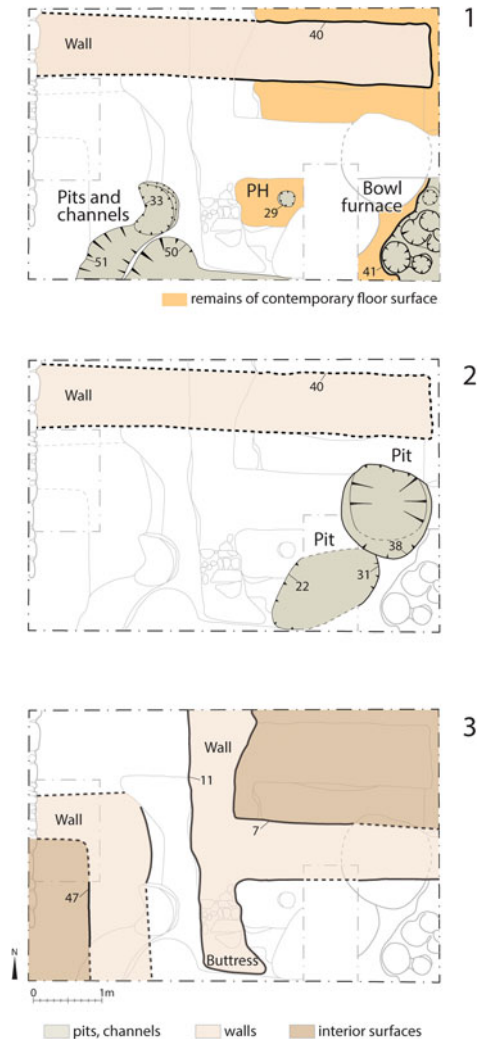 1
40
Wall
Pits and
channels
33
51
50
PH
29
Bowl
furnace
41
remains of contemporary floor surface
2
40
Wall
Pit
Pit
38
31
22
3
Wall
11
7
Wall
47
Buttress
N
0 1m
pits, channels walls interior surfaces